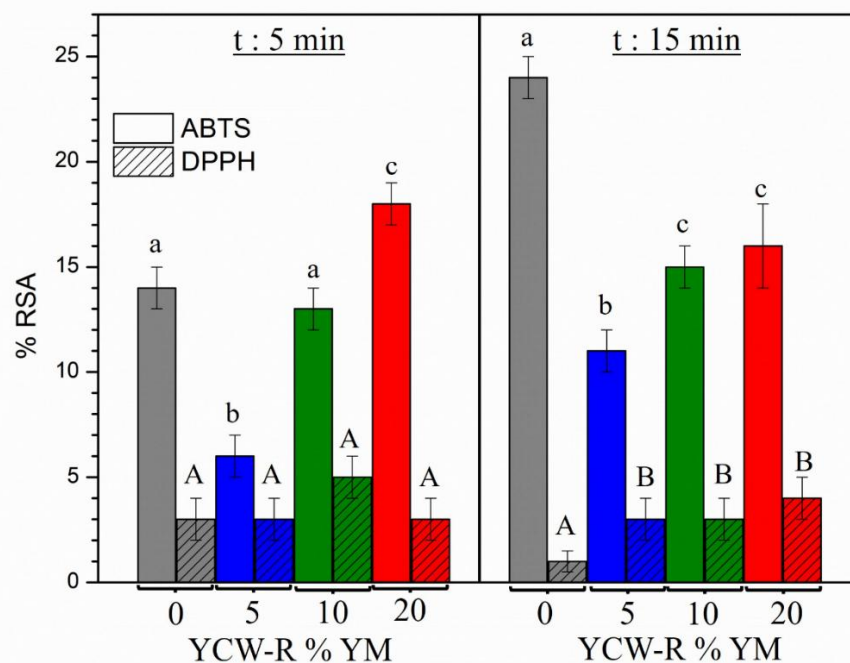 t : 5 min
t : 15 min
ABTS
DPPH
% RSA
25
20
15
10
5
0
a
A
b
A
a
A
c
A
a
A
b
B
c
B
c
B
0 5 10 20
0 5 10 20
YCW-R % YM
YCW-R % YM